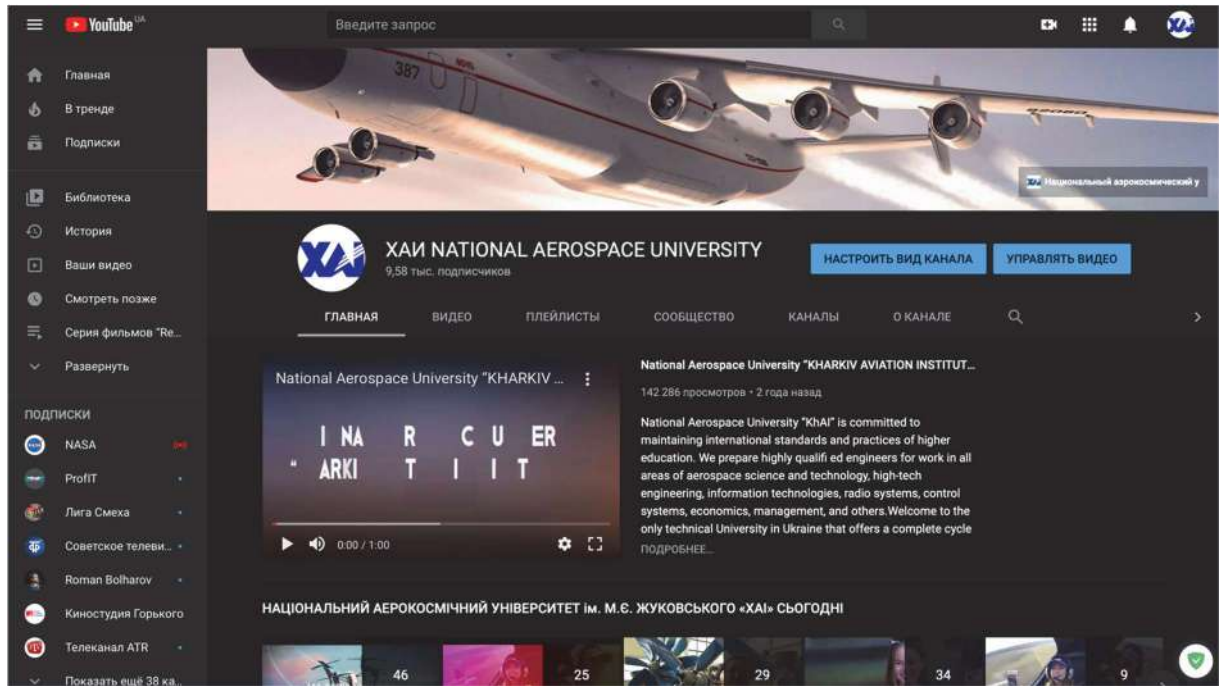 YouTube UA
Введите запрос
Главная
В тренде
Подписки
Библиотека
История
Ваши видео
Смотреть позже
Серия фильмов "Re...
Развернуть
ПОДПИСКИ
NASA
ProfIT
Лига Смеха
Советское телеви...
Roman Bolharov
Киностудия Горького
Телеканал ATR
Показать ещё 38 ка...
387
Национальный аэрокосмический у
ХАІ
ХАИ NATIONAL AEROSPACE UNIVERSITY
9,58 тыс. подписчиков
НАСТРОИТЬ ВИД КАНАЛА
УПРАВЛЯТЬ ВИДЕО
ГЛАВНАЯ ВИДЕО ПЛЕЙЛИСТЫ СООБЩЕСТВО КАНАЛЫ О КАНАЛЕ
National Aerospace University "KHARKIV ...
I NA R C U ER
" ARKI T I I T
0:00 / 1:00
National Aerospace University "KHARKIV AVIATION INSTITUT...
142 286 просмотров • 2 года назад
National Aerospace University "KhAI" is committed to
maintaining international standards and practices of higher
education. We prepare highly qualifi ed engineers for work in all
areas of aerospace science and technology, high-tech
engineering, information technologies, radio systems, control
systems, economics, management, and others.Welcome to the
only technical University in Ukraine that offers a complete cycle
ПОДРОБНЕЕ...
НАЦІОНАЛЬНИЙ АЕРОКОСМІЧНИЙ УНІВЕРСИТЕТ ім. М.Є. ЖУКОВСЬКОГО «ХАІ» СЬОГОДНІ
46 25 29 34 9